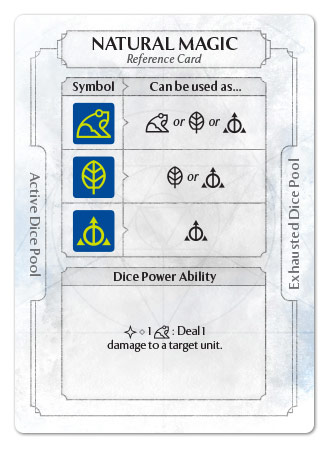 NATURAL MAGIC
Reference Card
Symbol
Can be used as...
or or
or
Active Dice Pool
Exhausted Dice Pool
Dice Power Ability
1 : Deal 1
damage to a target unit.